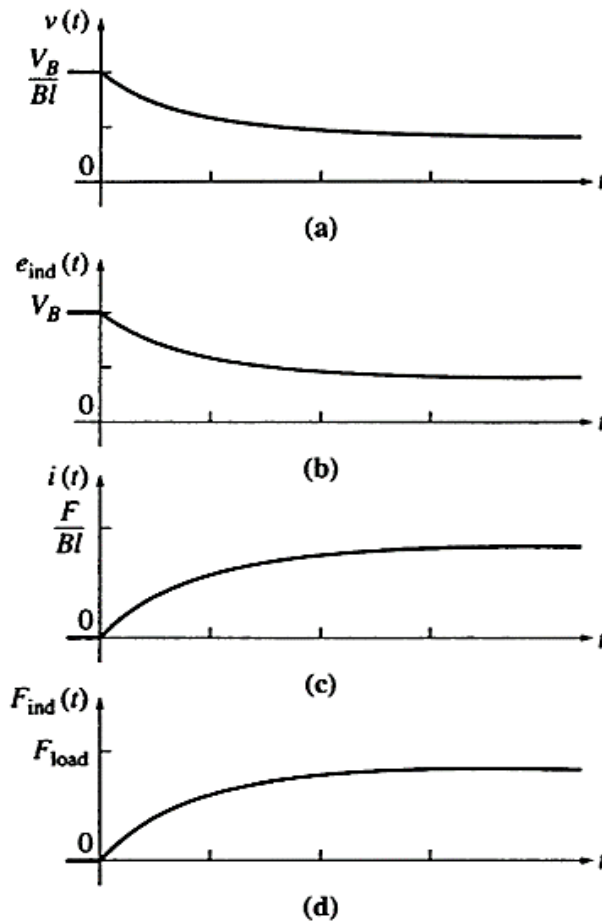 v(t)
V_B
Bl
0
t
(a)
e_ind(t)
V_B
0
t
(b)
i(t)
F
Bl
0
t
(c)
F_ind(t)
F_load
0
t
(d)